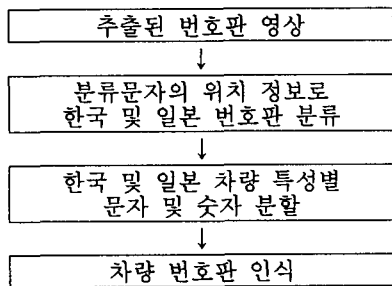 추출된 번호판 영상
분류문자의 위치 정보로
한국 및 일본 번호판 분류
한국 및 일본 차량 특성별
문자 및 숫자 분할
차량 번호판 인식